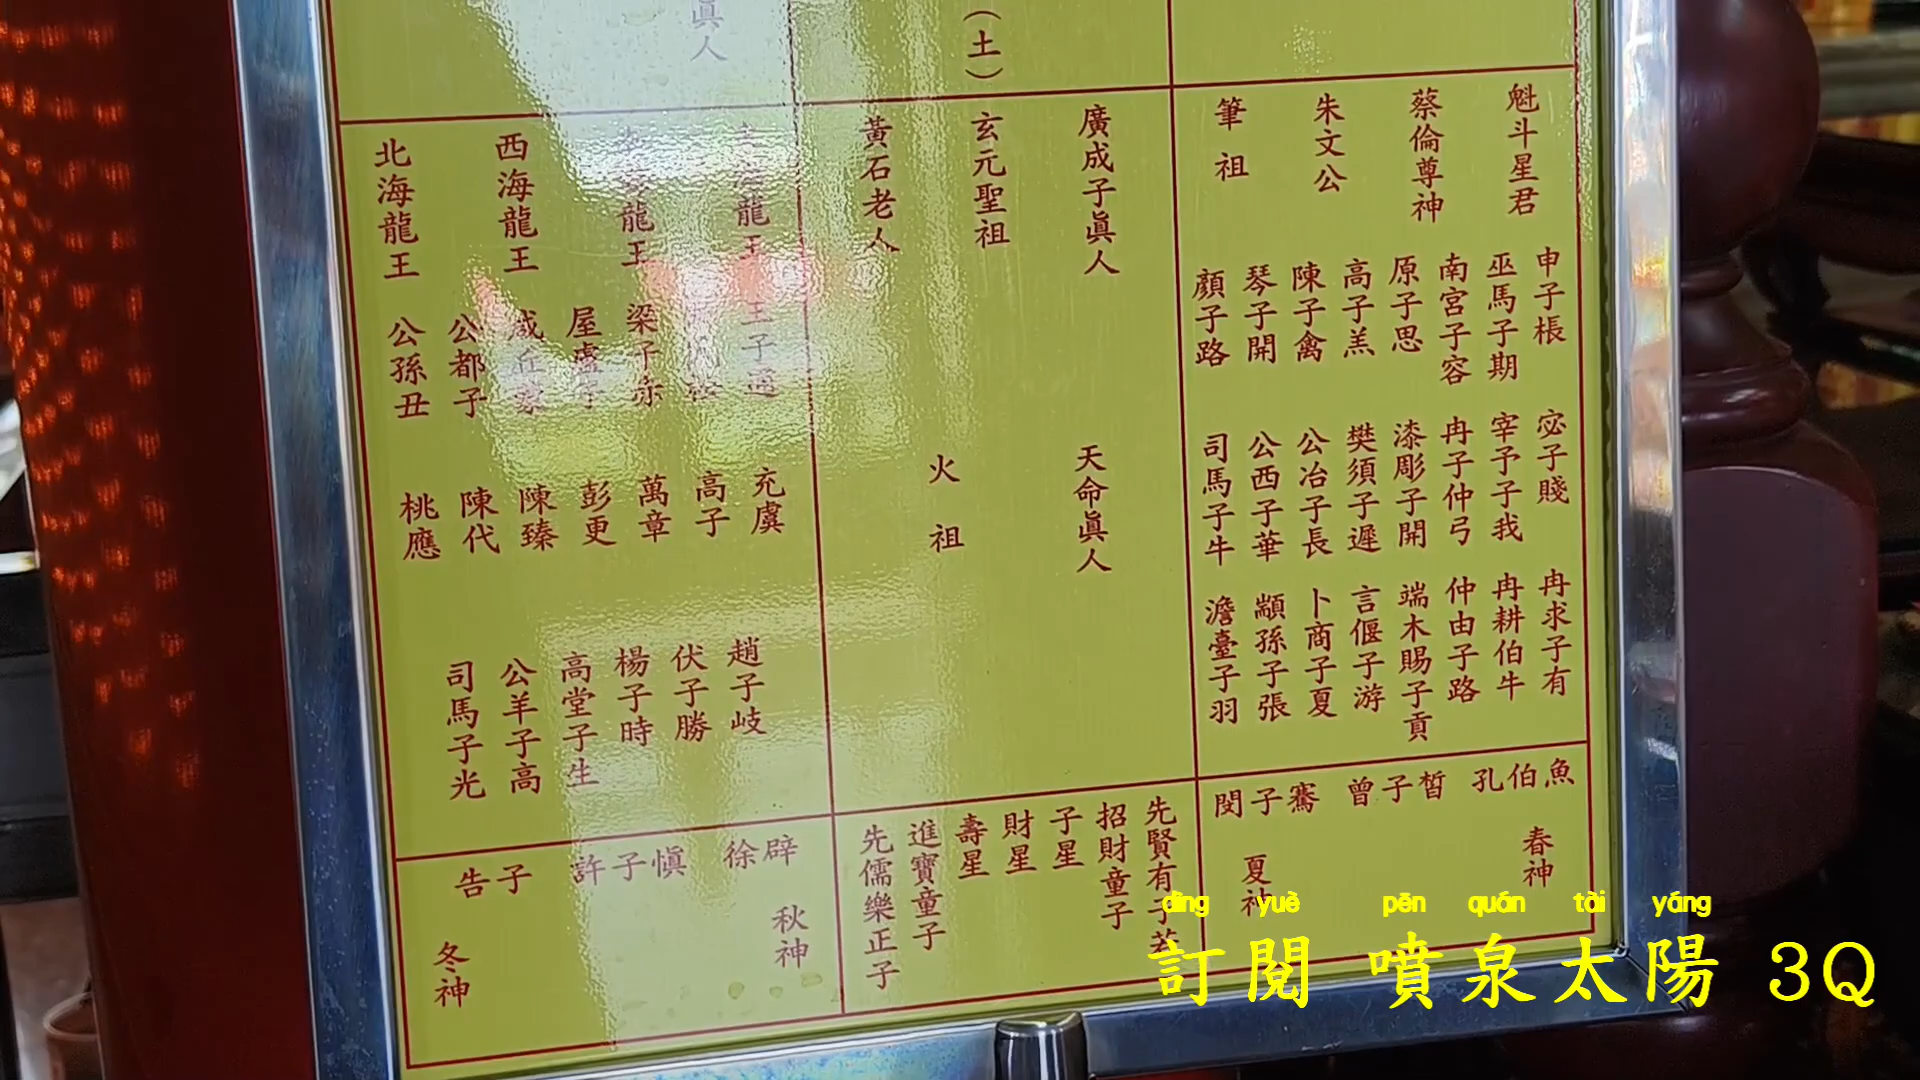 (土)
魁斗星君
蔡倫尊神
朱文公
筆祖
申子棖
巫馬子期
南宮子容
原子思
高子羔
陳子禽
琴子開
顏子路
宓子賤
宰予子我
冉子仲弓
漆彫子開
樊須子遲
公冶子長
公西子華
司馬子牛
冉求子有
冉耕伯牛
仲由子路
端木賜子貢
言偃子游
卜商子夏
顓孫子張
澹臺子羽
孔伯魚
曾子皙
閔子騫
春神
夏神
廣成子眞人
玄元聖祖
黃石老人
天命眞人
火祖
先賢有子若
招財童子
子星
財星
壽星
進寶童子
先儒樂正子
眞人
龍王
龍王
西海龍王
北海龍王
王子通
梁子
屋盧子
公都子
公孫丑
充虞
高子
萬章
彭更
陳臻
陳代
桃應
趙子岐
伏子勝
楊子時
高堂子生
公羊子高
司馬子光
徐辟
許子愼
告子
秋神
冬神
dìng yuè pēn quán tài yáng
訂閱 噴泉太陽 3Q